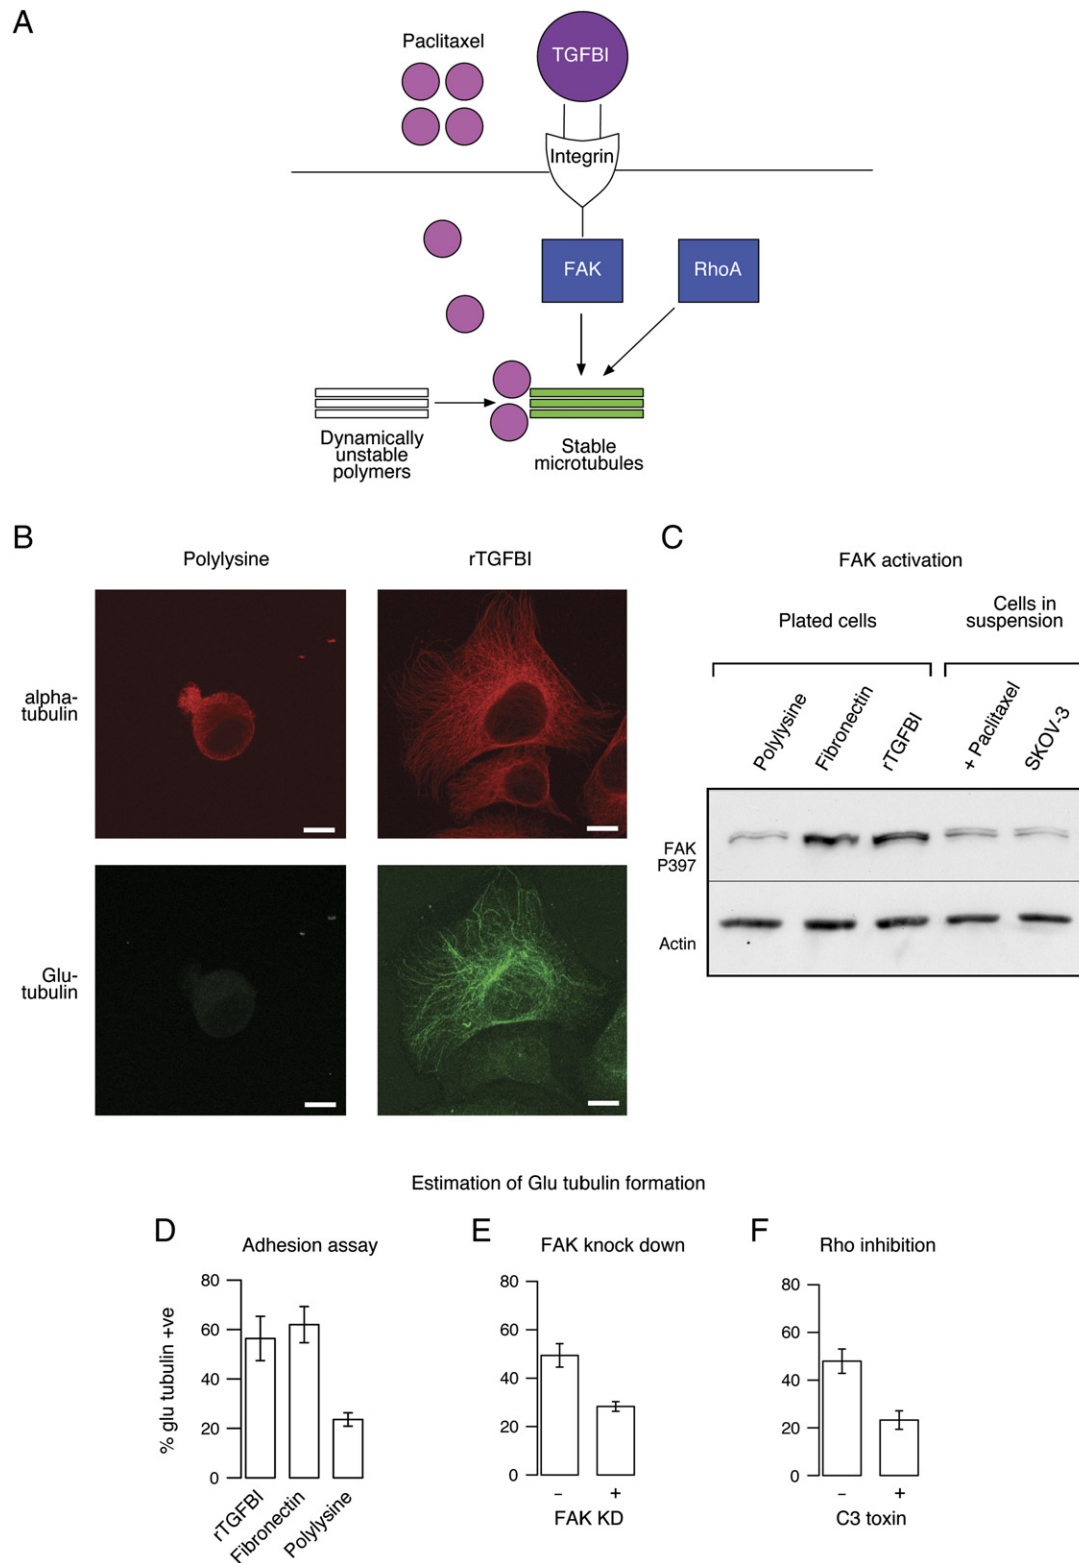 A
Paclitaxel
TGFBI
Integrin
FAK
RhoA
Dynamically
unstable
polymers
Stable
microtubules
B
Polylysine
rTGFBI
alpha-
tubulin
Glu-
tubulin
C
FAK activation
Plated cells
Cells in
suspension
Polylysine
Fibronectin
rTGFBI
+ Paclitaxel
SKOV-3
FAK
P397
Actin
Estimation of Glu tubulin formation
D
Adhesion assay
% glu tubulin +ve
80
60
40
20
0
rTGFBI
Fibronectin
Polylysine
E
FAK knock down
80
60
40
20
0
– +
FAK KD
F
Rho inhibition
80
60
40
20
0
– +
C3 toxin